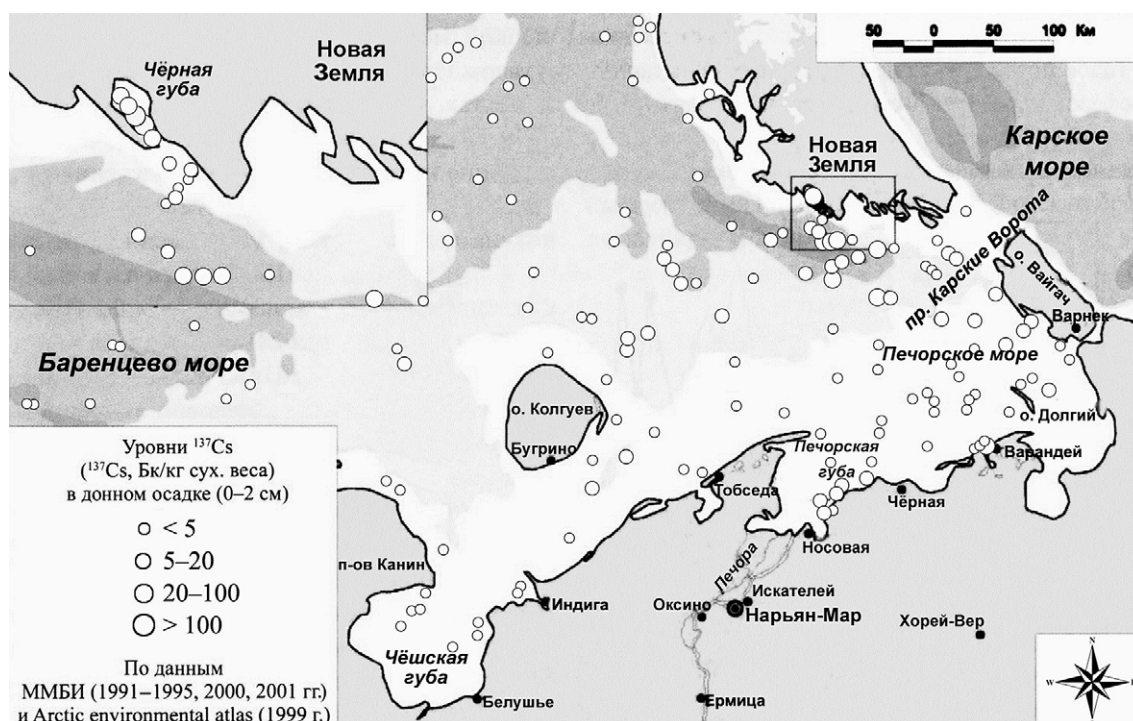 Новая
Земля
Чёрная
губа
50 0 50 100 Км
Новая
Земля
Карское
море
пр. Карские Ворота
о. Вайгач
Варнек
Баренцево море
Печорское море
о. Колгуев
Бугрино
о. Долгий
Печорская
губа
Варандей
Тобседа
Чёрная
Носовая
п-ов Канин
Печора
Индига
Оксино
Искателей
Нарьян-Мар
Хорей-Вер
Чёшская
губа
Белушье
Ермица
Уровни ¹³⁷Cs
(¹³⁷Cs, Бк/кг сух. веса)
в донном осадке (0–2 см)
< 5
5–20
20–100
> 100
По данным
ММБИ (1991–1995, 2000, 2001 гг.)
и Arctic environmental atlas (1999 г.)
N
W
S